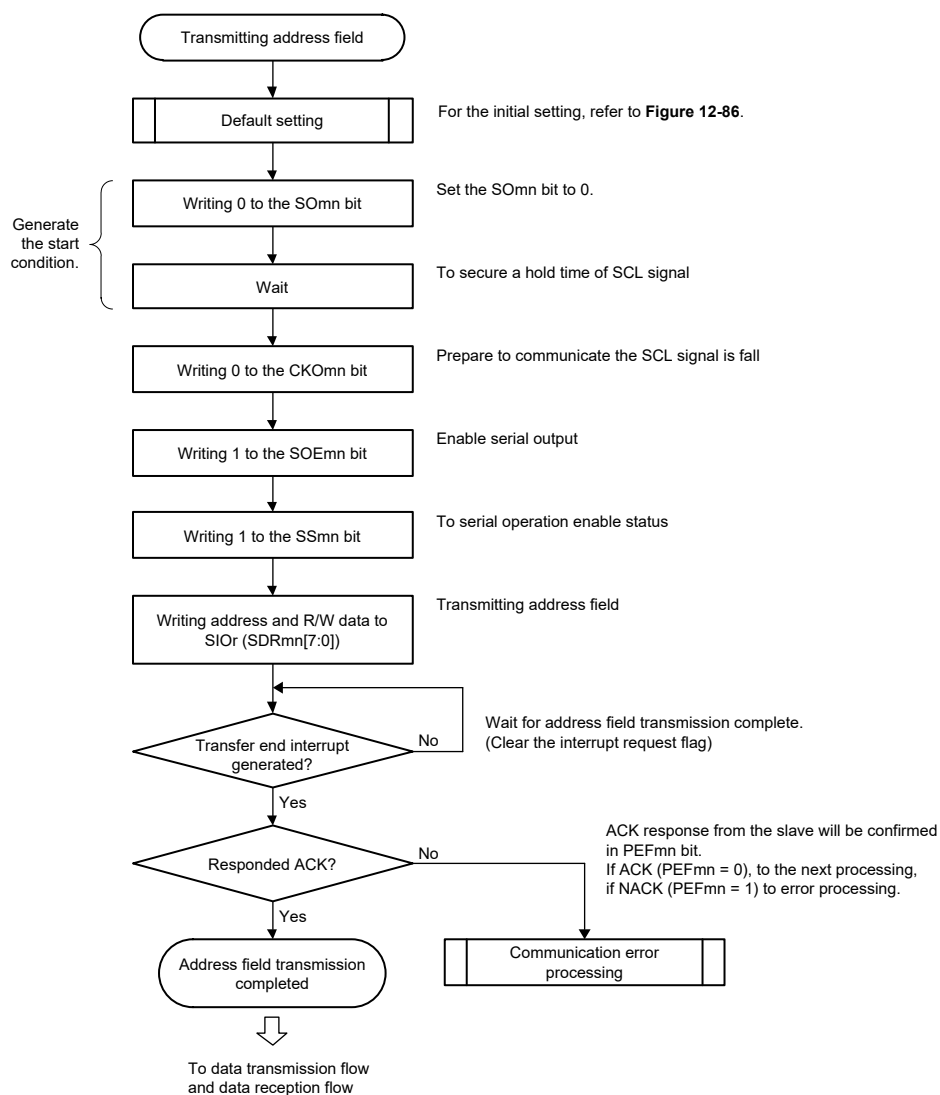 Transmitting address field
Default setting
For the initial setting, refer to Figure 12-86.
Generate
the start
condition.
Writing 0 to the SOmn bit
Set the SOmn bit to 0.
Wait
To secure a hold time of SCL signal
Writing 0 to the CKOmn bit
Prepare to communicate the SCL signal is fall
Writing 1 to the SOEmn bit
Enable serial output
Writing 1 to the SSmn bit
To serial operation enable status
Writing address and R/W data to
SIOr (SDRmn[7:0])
Transmitting address field
Transfer end interrupt
generated?
No
Wait for address field transmission complete.
(Clear the interrupt request flag)
Yes
Responded ACK?
No
ACK response from the slave will be confirmed
in PEFmn bit.
If ACK (PEFmn = 0), to the next processing,
if NACK (PEFmn = 1) to error processing.
Yes
Address field transmission
completed
Communication error
processing
To data transmission flow
and data reception flow